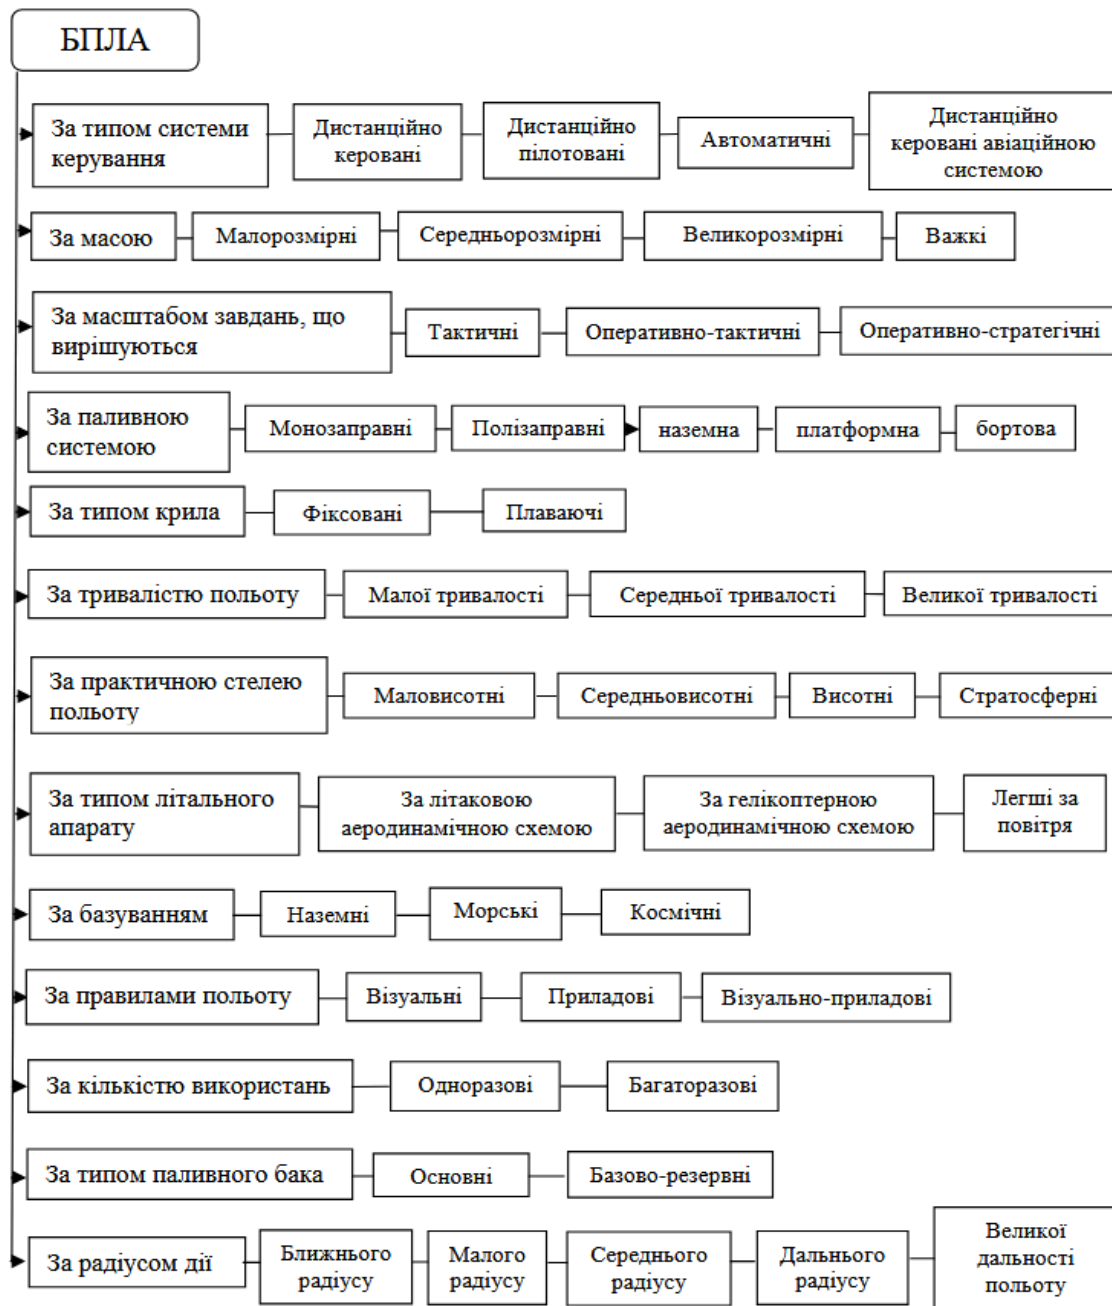 БПЛА
За типом системи
керування
Дистанційно
керовані
Дистанційно
пілотовані
Автоматичні
Дистанційно
керовані авіаційною
системою
За масою
Малорозмірні
Середньорозмірні
Великорозмірні
Важкі
За масштабом завдань, що
вирішуються
Тактичні
Оперативно-тактичні
Оперативно-стратегічні
За паливною
системою
Монозаправні
Полізаправні
наземна
платформна
бортова
За типом крила
Фіксовані
Плаваючі
За тривалістю польоту
Малої тривалості
Середньої тривалості
Великої тривалості
За практичною стелею
польоту
Маловисотні
Середньовисотні
Висотні
Стратосферні
За типом літального
апарату
За літаковою
аеродинамічною схемою
За гелікоптерною
аеродинамічною схемою
Легші за
повітря
За базуванням
Наземні
Морські
Космічні
За правилами польоту
Візуальні
Приладові
Візуально-приладові
За кількістю використань
Одноразові
Багаторазові
За типом паливного бака
Основні
Базово-резервні
За радіусом дії
Ближнього
радіусу
Малого
радіусу
Середнього
радіусу
Дальнього
радіусу
Великої
дальності
польоту